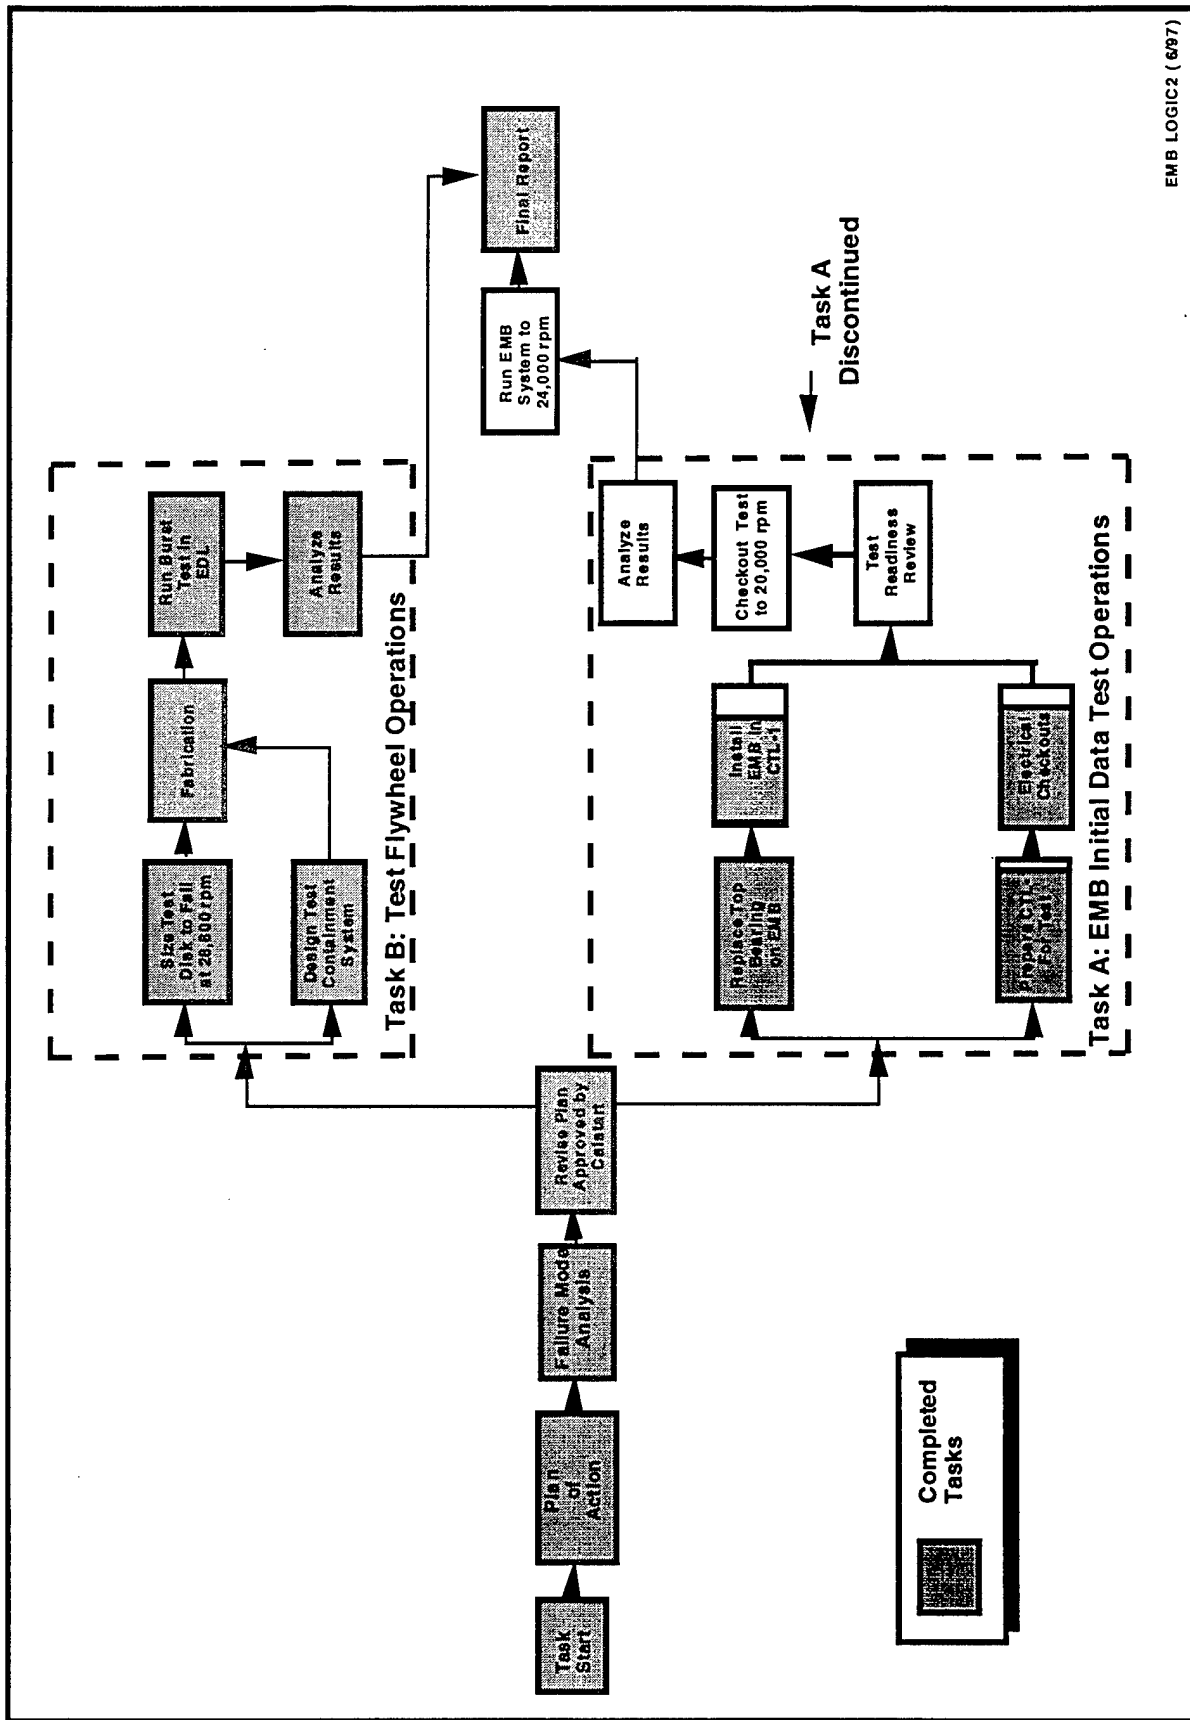 Task
Start
Plan
of
Action
Failure Mode
Analysis
Revise Plan
Approved by
Calstart
Size Test
Disk to Fail
at 28,800 rpm
Design Test
Containment
System
Fabrication
Run Burst
Test in
EDL
Analyze
Results
Task B: Test Flywheel Operations
Replace Top
Bearing
on EMB
Install
EMB in
CTL-1
Prepare CTL-
For Test
Electrical
Checkouts
Test
Readiness
Review
Checkout Test
to 20,000 rpm
Analyze
Results
Task A: EMB Initial Data Test Operations
Run EMB
System to
24,000 rpm
Final Report
Task A
Discontinued
Completed
Tasks
EMB LOGIC2 ( 6/97)